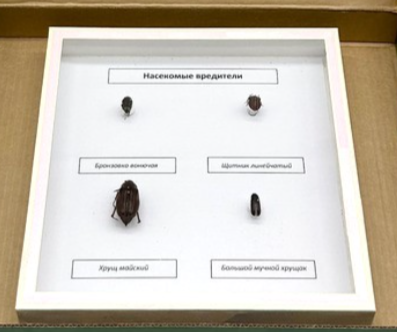 Насекомые вредители
Бронзовка вонючая
Щитник линейчатый
Хрущ майский
Большой мучной хрущак